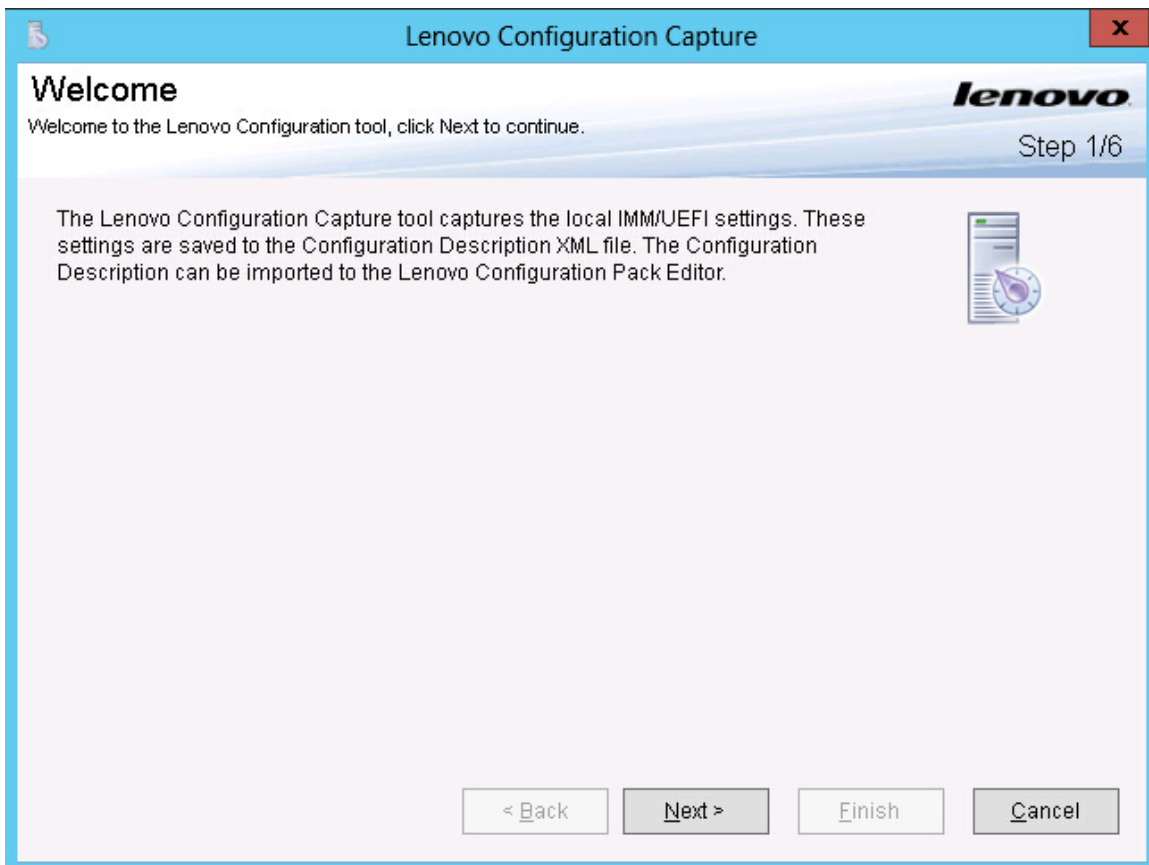 Lenovo Configuration Capture
x
Welcome
lenovo
Welcome to the Lenovo Configuration tool, click Next to continue.
Step 1/6
The Lenovo Configuration Capture tool captures the local IMM/UEFI settings. These
settings are saved to the Configuration Description XML file. The Configuration
Description can be imported to the Lenovo Configuration Pack Editor.
< Back
Next >
Finish
Cancel